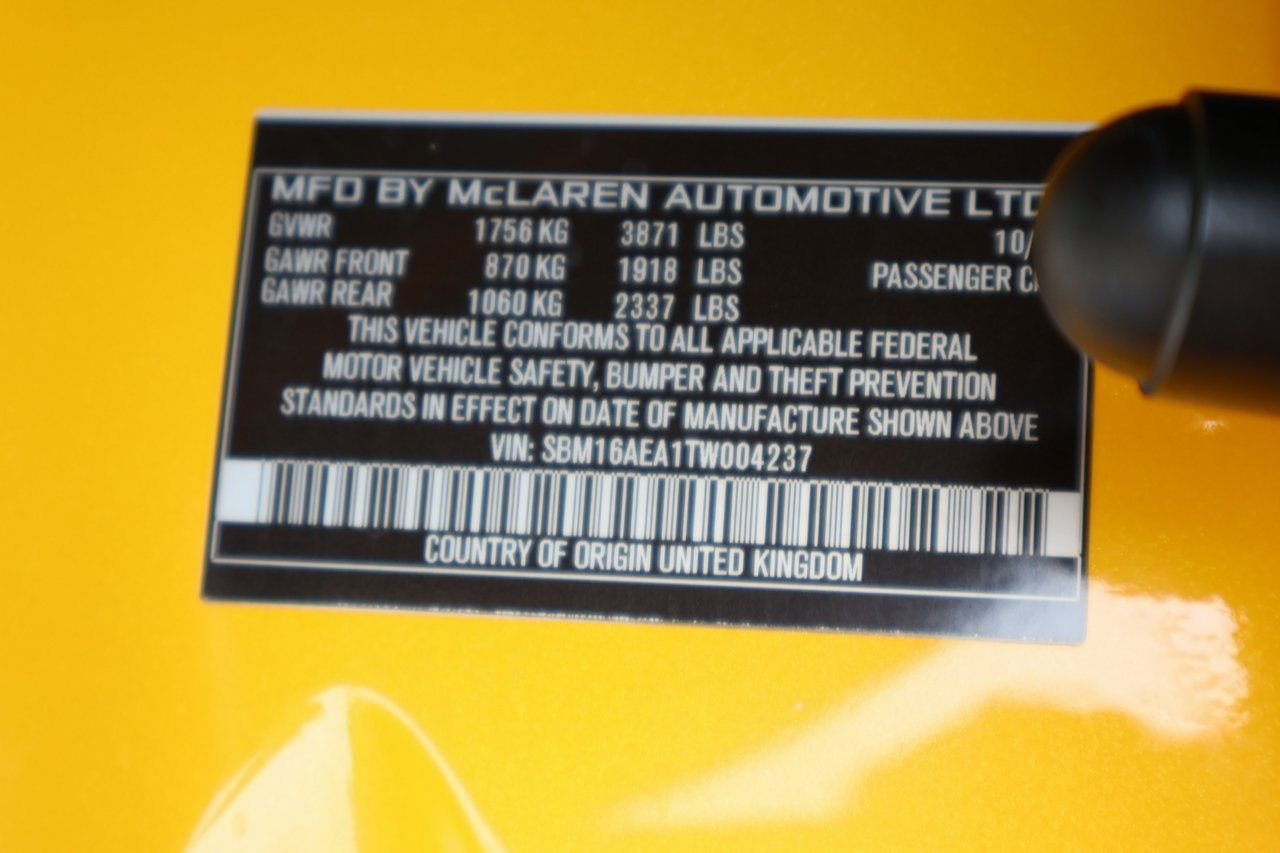 MFD BY McLAREN AUTOMOTIVE LTD
GVWR 1756 KG 3871 LBS 10/
GAWR FRONT 870 KG 1918 LBS PASSENGER
GAWR REAR 1060 KG 2337 LBS
THIS VEHICLE CONFORMS TO ALL APPLICABLE FEDERAL
MOTOR VEHICLE SAFETY, BUMPER AND THEFT PREVENTION
STANDARDS IN EFFECT ON DATE OF MANUFACTURE SHOWN ABOVE
VIN: SBM16AEA1TW004237
COUNTRY OF ORIGIN UNITED KINGDOM